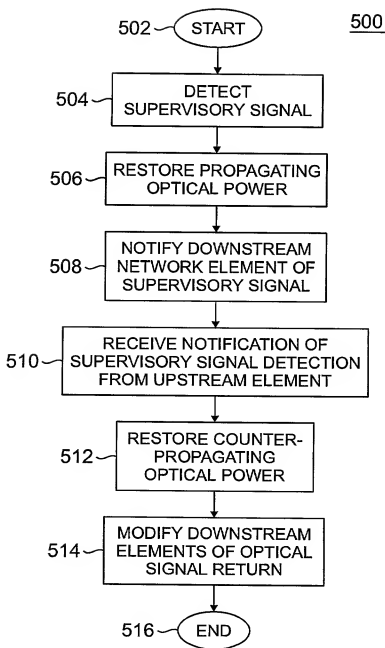 500
502
START
504
DETECT
SUPERVISORY SIGNAL
506
RESTORE PROPAGATING
OPTICAL POWER
508
NOTIFY DOWNSTREAM
NETWORK ELEMENT OF
SUPERVISORY SIGNAL
510
RECEIVE NOTIFICATION OF
SUPERVISORY SIGNAL DETECTION
FROM UPSTREAM ELEMENT
512
RESTORE COUNTER-
PROPAGATING
OPTICAL POWER
514
MODIFY DOWNSTREAM
ELEMENTS OF OPTICAL
SIGNAL RETURN
516
END